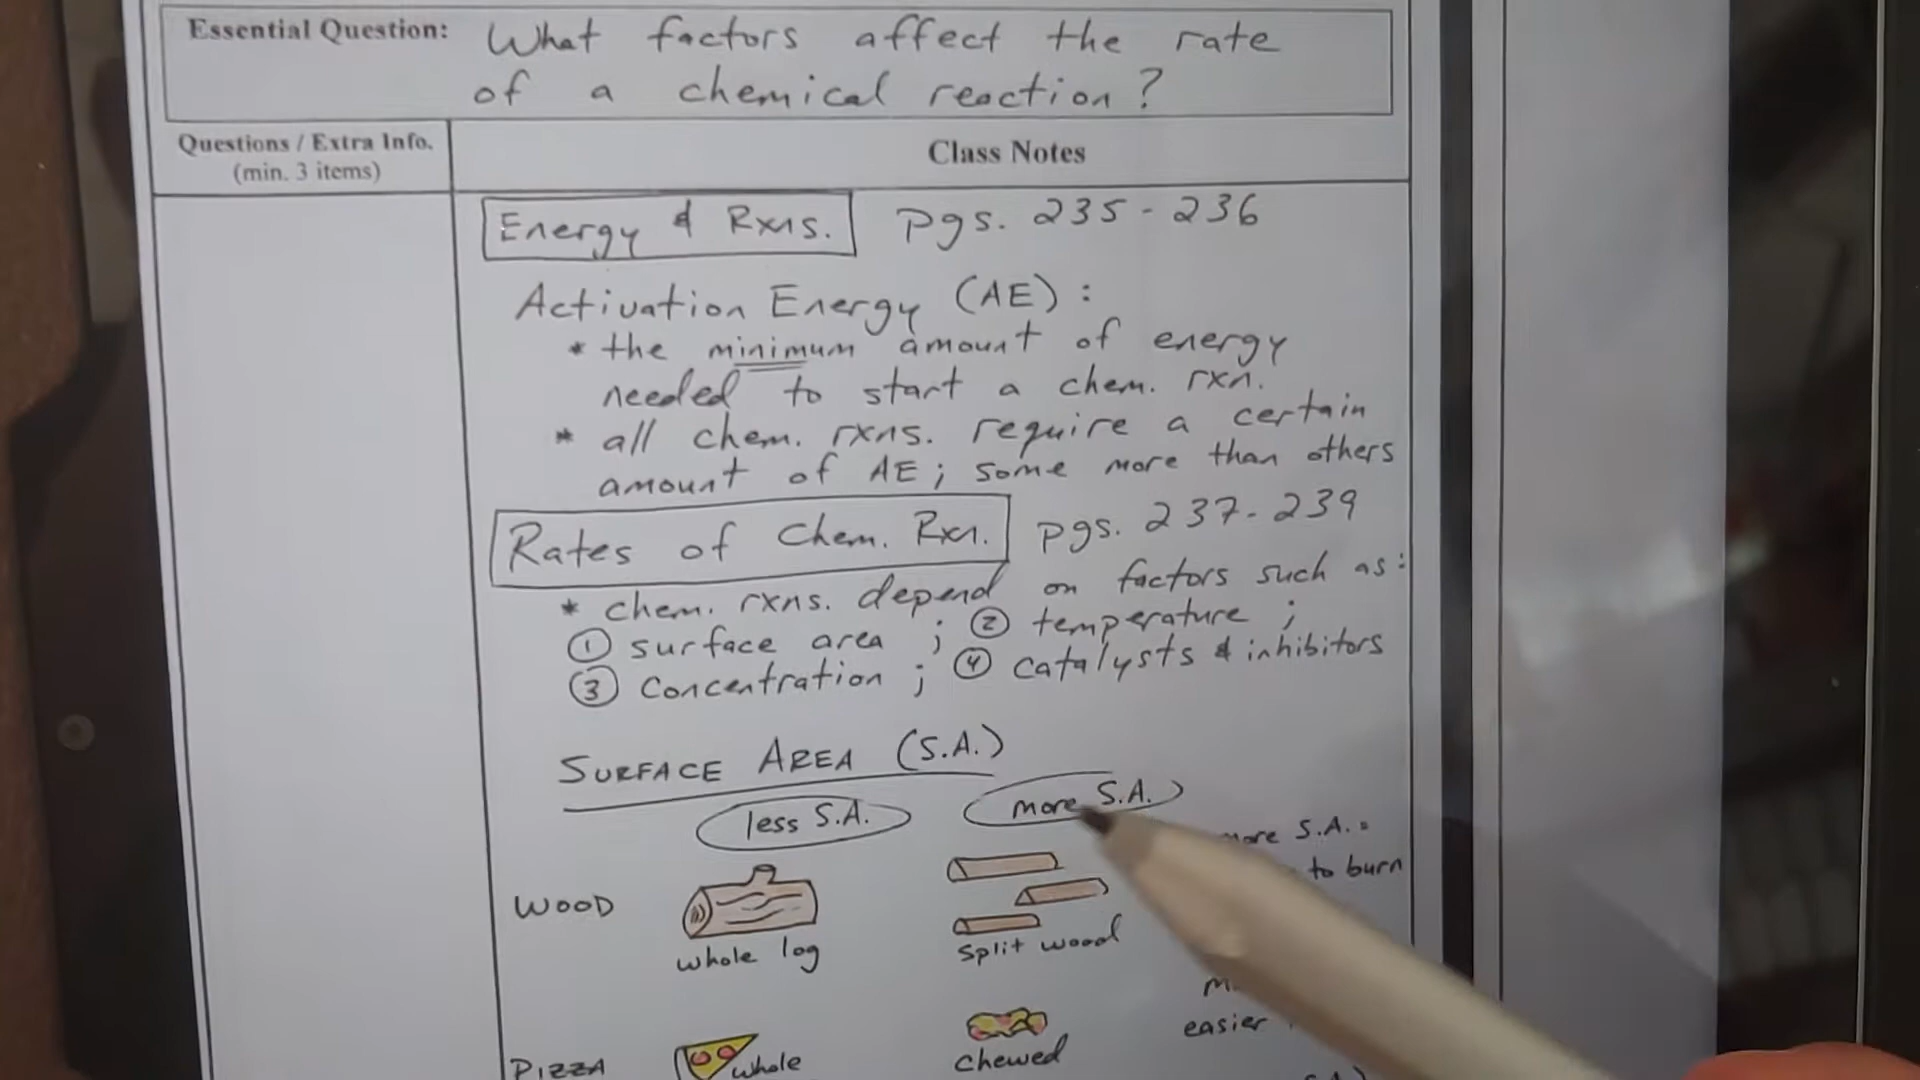 Essential Question: What factors affect the rate
of a chemical reaction?
Questions / Extra Info.
(min. 3 items)
Class Notes
Energy & Rxns. pgs. 235-236
Activation Energy (AE):
* the minimum amount of energy
needed to start a chem. rxn.
* all chem. rxns. require a certain
amount of AE; some more than others
Rates of Chem. Rxn. pgs. 237-239
* chem. rxns. depend on factors such as:
① surface area ; ② temperature ;
③ concentration ; ④ catalysts & inhibitors
SURFACE AREA (S.A.)
less S.A. more S.A.
more S.A. =
to burn
WOOD
whole log
split wood
easier
PIZZA
whole
chewed